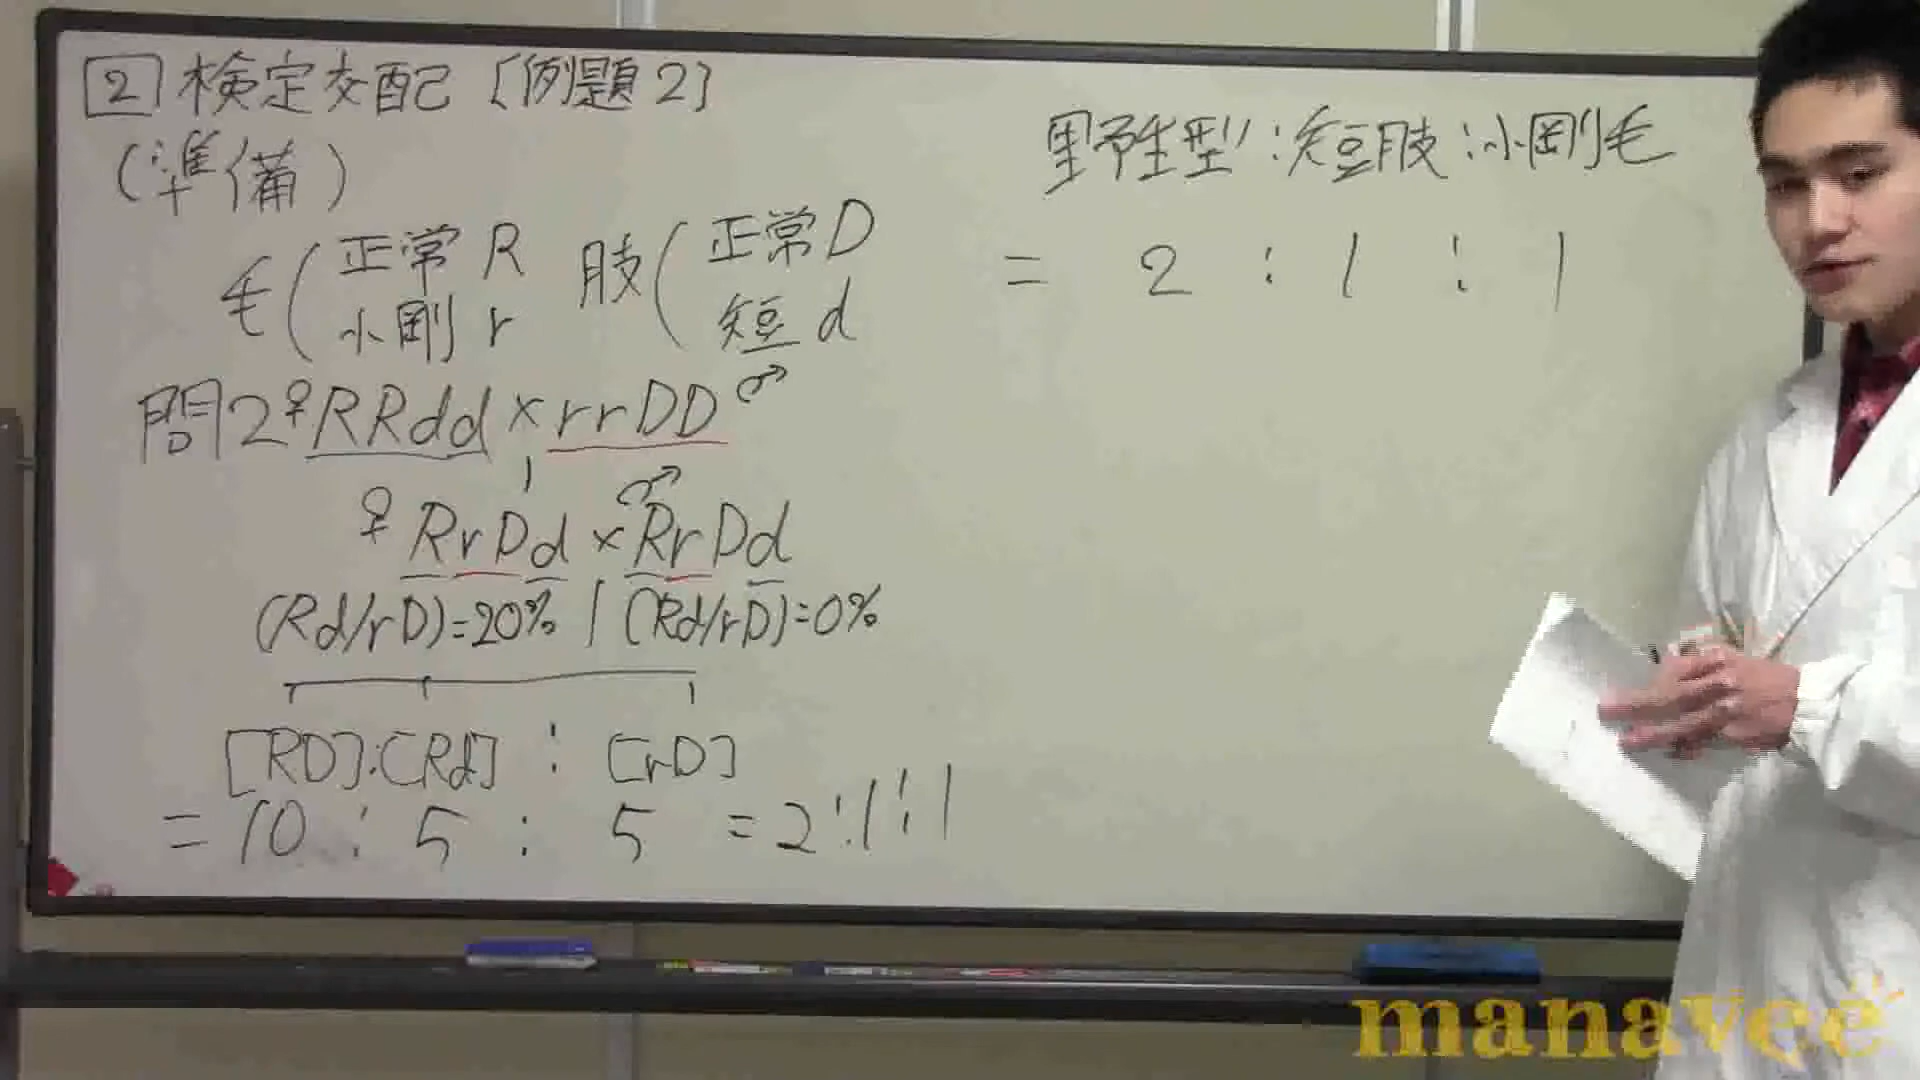 2 検定交配 [例題2]
(準備)
毛 ( 正常 R 小剛 r 肢 ( 正常 D 短 d
問2 ♀ RRdd × rrDD ♂
♀ RrDd × ♂ RrDd
(Rd/rD)=20% | (Rd/rD)=0%
[RD]:[Rd] : [rD]
= 10 : 5 : 5 = 2:1:1
野生型:短肢:小剛毛
= 2 : 1 : 1
manavee